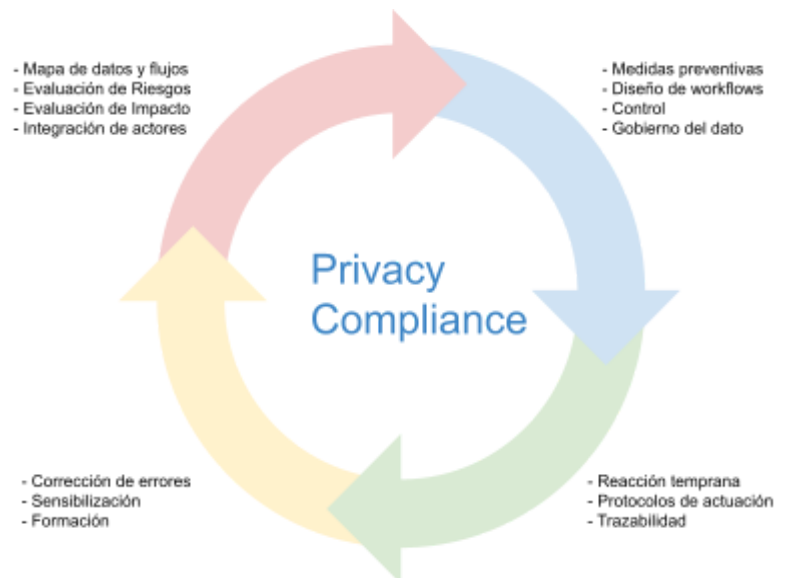 - Mapa de datos y flujos
- Evaluación de Riesgos
- Evaluación de Impacto
- Integración de actores
- Medidas preventivas
- Diseño de workflows
- Control
- Gobierno del dato
Privacy
Compliance
- Corrección de errores
- Sensibilización
- Formación
- Reacción temprana
- Protocolos de actuación
- Trazabilidad